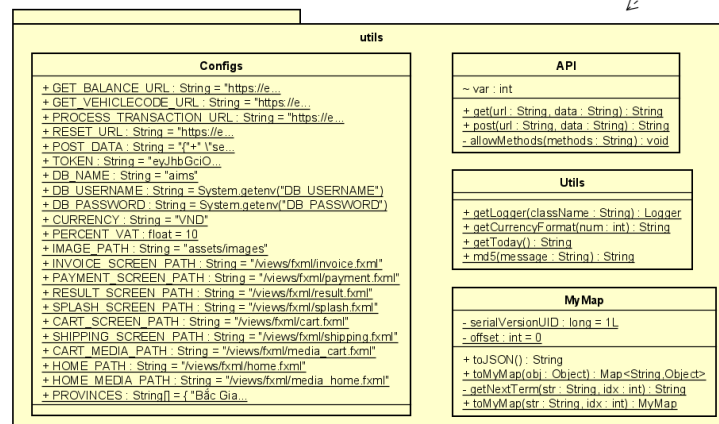 utils
Configs
+ GET_BALANCE_URL : String = "https://e...
+ GET_VEHICLECODE_URL : String = "https://e...
+ PROCESS_TRANSACTION_URL : String = "https://e...
+ RESET_URL : String = "https://e...
+ POST_DATA : String = "{"+" \"se...
+ TOKEN : String = "eyJhbGciO...
+ DB_NAME : String = "aims"
+ DB_USERNAME : String = System.getenv("DB_USERNAME")
+ DB_PASSWORD : String = System.getenv("DB_PASSWORD")
+ CURRENCY : String = "VND"
+ PERCENT_VAT : float = 10
+ IMAGE_PATH : String = "assets/images"
+ INVOICE_SCREEN_PATH : String = "/views/fxml/invoice.fxml"
+ PAYMENT_SCREEN_PATH : String = "/views/fxml/payment.fxml"
+ RESULT_SCREEN_PATH : String = "/views/fxml/result.fxml"
+ SPLASH_SCREEN_PATH : String = "/views/fxml/splash.fxml"
+ CART_SCREEN_PATH : String = "/views/fxml/cart.fxml"
+ SHIPPING_SCREEN_PATH : String = "/views/fxml/shipping.fxml"
+ CART_MEDIA_PATH : String = "/views/fxml/media_cart.fxml"
+ HOME_PATH : String = "/views/fxml/home.fxml"
+ HOME_MEDIA_PATH : String = "/views/fxml/media_home.fxml"
+ PROVINCES : String[] = { "Bắc Gia...
API
~ var : int
+ get(url : String, data : String) : String
+ post(url : String, data : String) : String
- allowMethods(methods : String) : void
Utils
+ getLogger(className : String) : Logger
+ getCurrencyFormat(num : int) : String
+ getToday() : String
+ md5(message : String) : String
MyMap
- serialVersionUID : long = 1L
- offset : int = 0
+ toJSON() : String
+ toMyMap(obj : Object) : Map<String,Object>
- getNextTerm(str : String, idx : int) : String
+ toMyMap(str : String, idx : int) : MyMap